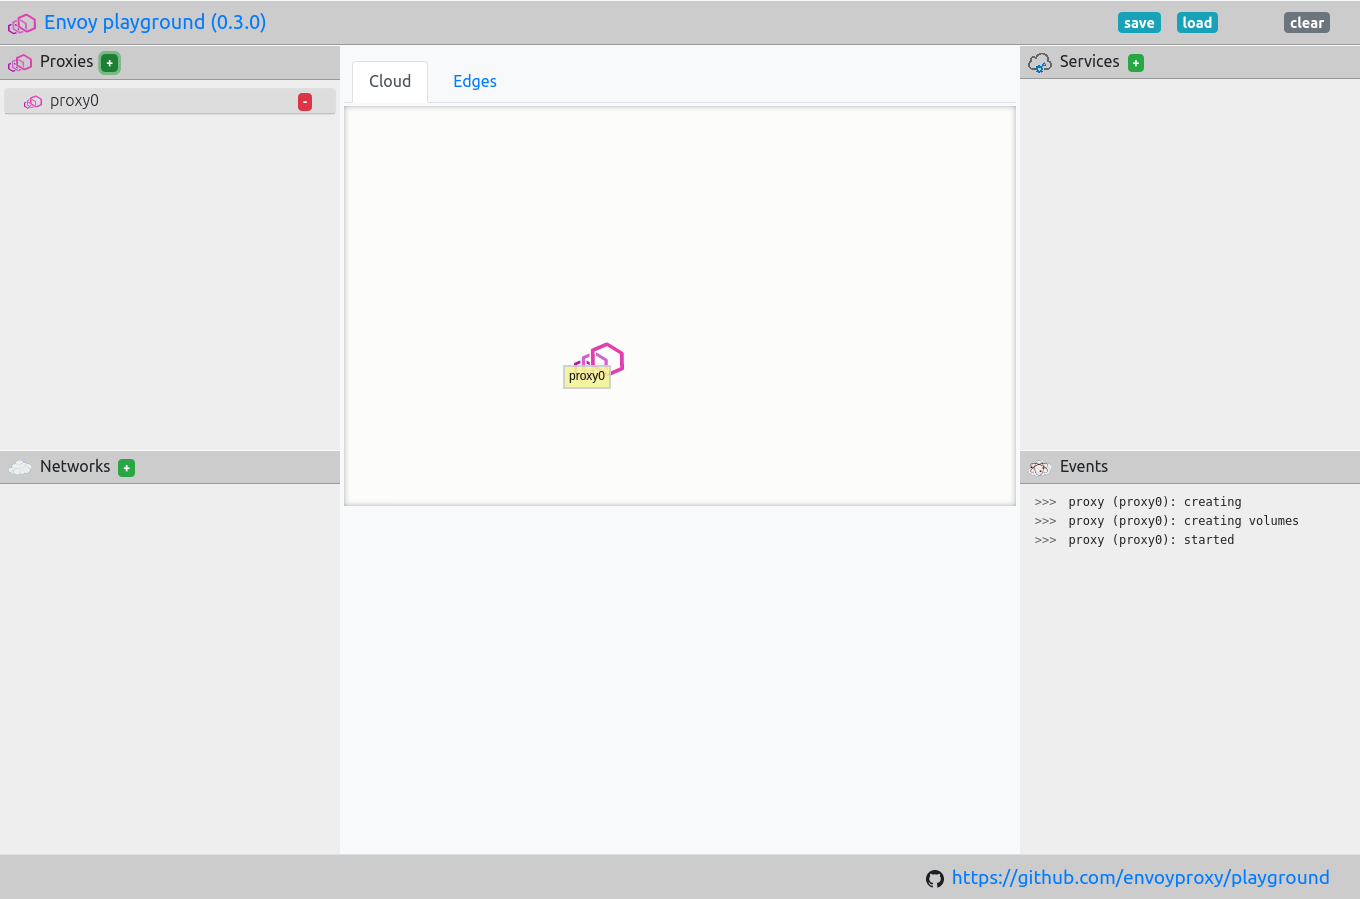 Envoy playground (0.3.0)
save load clear
Proxies +
proxy0 -
Cloud Edges
Services +
proxy0
Networks +
Events
>>> proxy (proxy0): creating
>>> proxy (proxy0): creating volumes
>>> proxy (proxy0): started
https://github.com/envoyproxy/playground